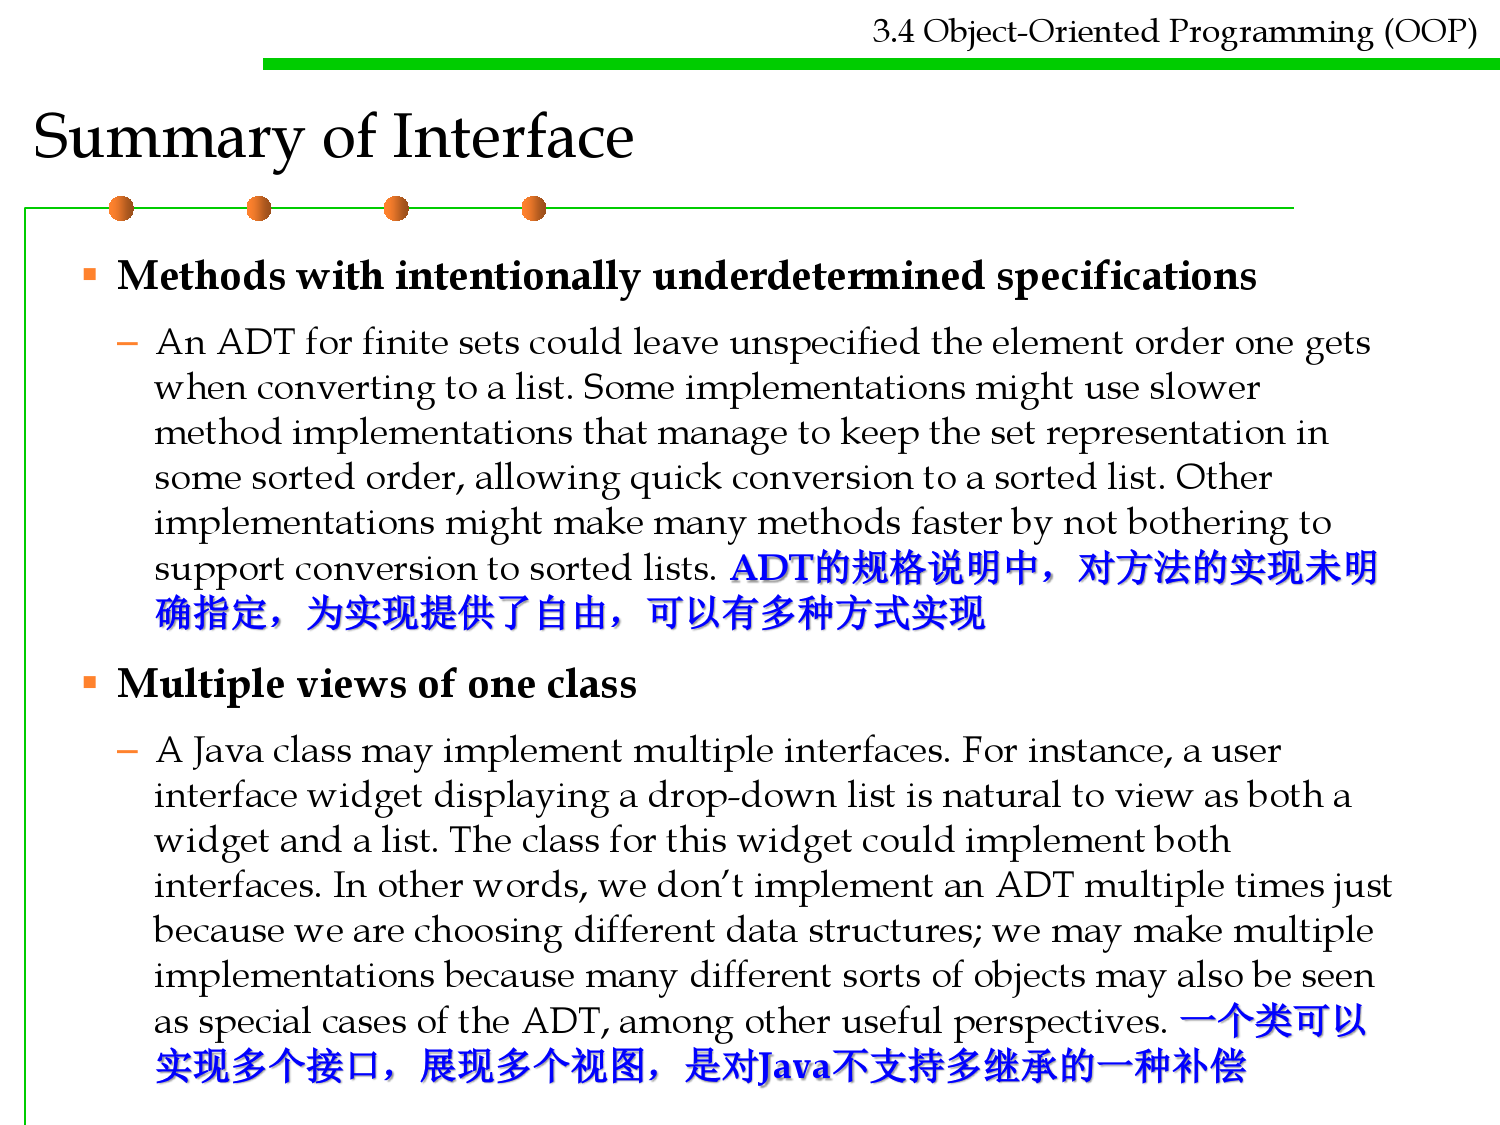 3.4 Object-Oriented Programming (OOP)
Summary of Interface
Methods with intentionally underdetermined specifications
– An ADT for finite sets could leave unspecified the element order one gets
when converting to a list. Some implementations might use slower
method implementations that manage to keep the set representation in
some sorted order, allowing quick conversion to a sorted list. Other
implementations might make many methods faster by not bothering to
support conversion to sorted lists. ADT的规格说明中，对方法的实现未明
确指定，为实现提供了自由，可以有多种方式实现
Multiple views of one class
– A Java class may implement multiple interfaces. For instance, a user
interface widget displaying a drop-down list is natural to view as both a
widget and a list. The class for this widget could implement both
interfaces. In other words, we don’t implement an ADT multiple times just
because we are choosing different data structures; we may make multiple
implementations because many different sorts of objects may also be seen
as special cases of the ADT, among other useful perspectives. 一个类可以
实现多个接口，展现多个视图，是对Java不支持多继承的一种补偿